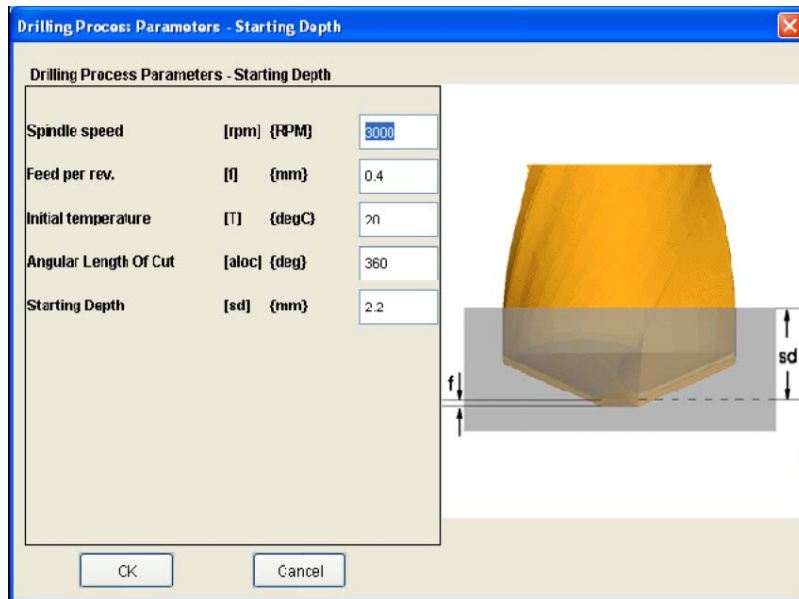 Drilling Process Parameters - Starting Depth
Drilling Process Parameters - Starting Depth
Spindle speed [rpm] {RPM} 3000
Feed per rev. [f] {mm} 0.4
Initial temperature [T] {degC} 20
Angular Length Of Cut [aloc] {deg} 360
Starting Depth [sd] {mm} 2.2
sd
f
CK Cancel